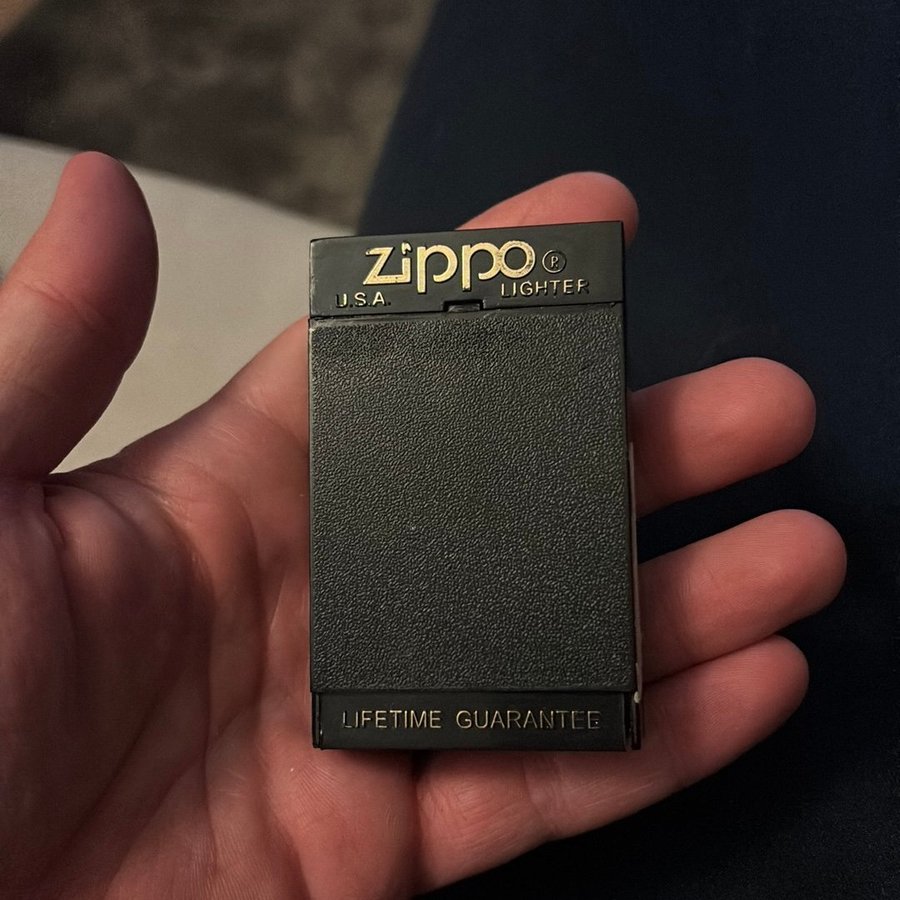 zippo ®
U.S.A. LIGHTER
LIFETIME GUARANTEE